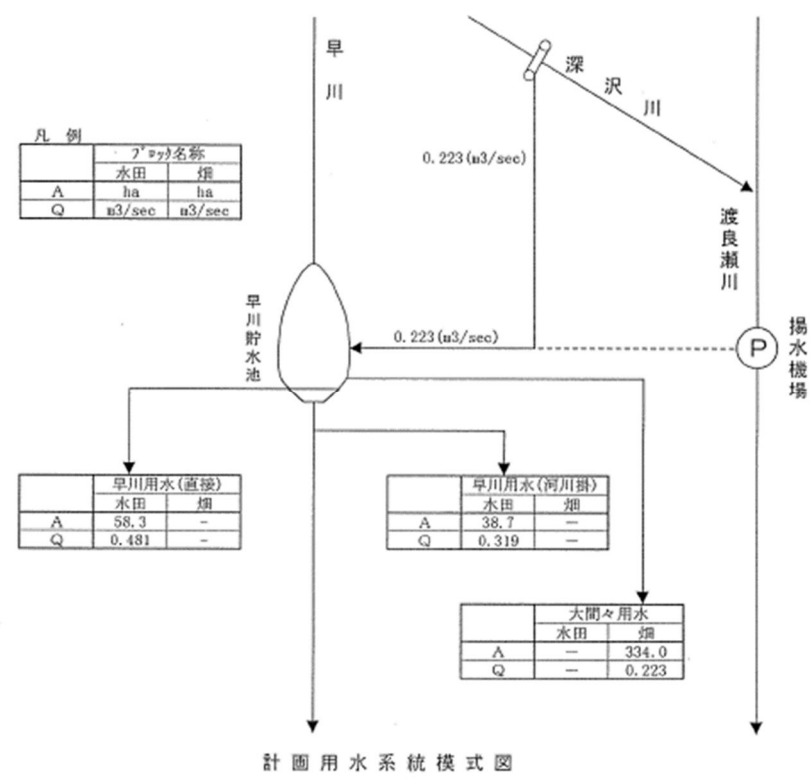 早川
深沢川
凡 例
ブロック名称
水田 畑
A ha ha
Q m3/sec m3/sec
0.223(m3/sec)
渡良瀬川
早川貯水池
0.223(m3/sec)
P
揚水機場
早川用水(直接)
水田 畑
A 58.3 -
Q 0.481 -
早川用水(河川掛)
水田 畑
A 38.7 -
Q 0.319 -
大間々用水
水田 畑
A - 334.0
Q - 0.223
計画用水系統模式図